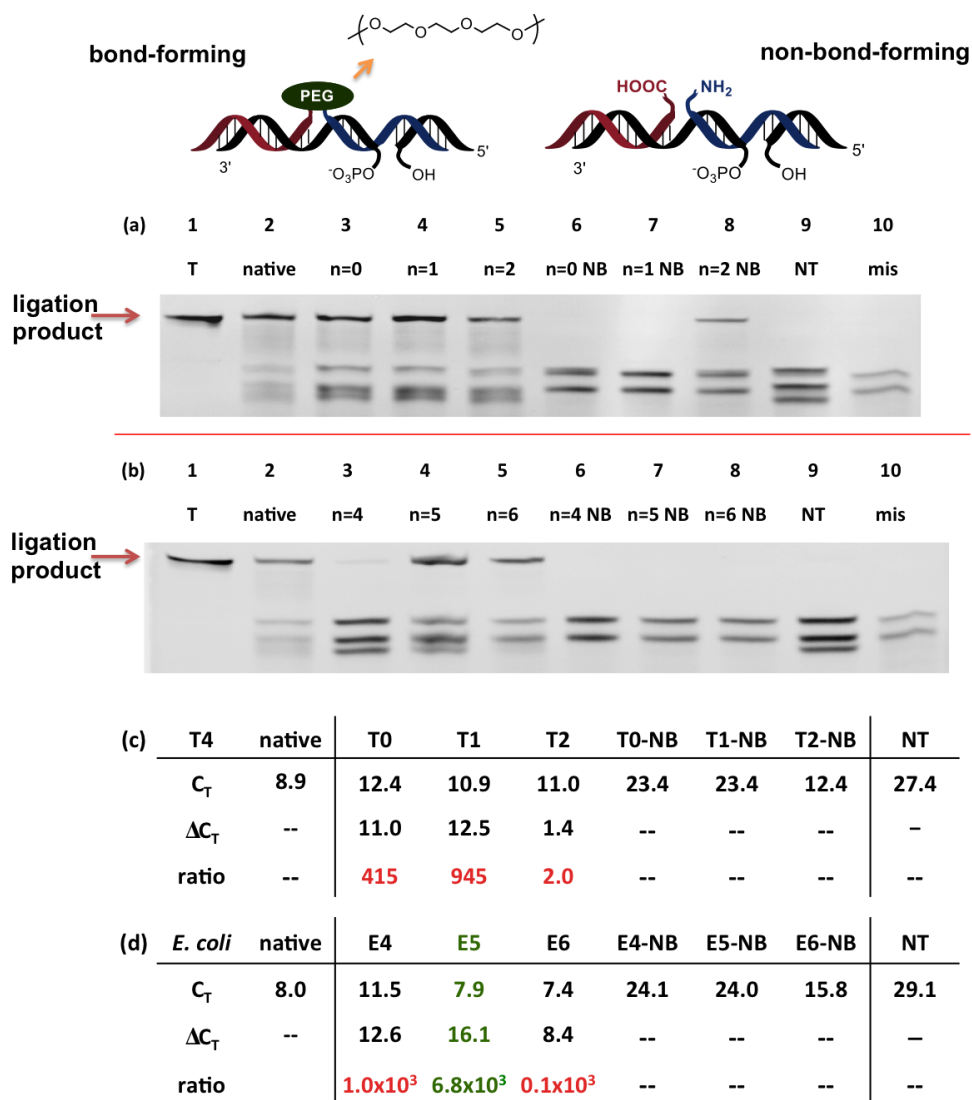 bond-forming
non-bond-forming
O O O O
PEG
HOOC NH₂
3' ⁻O₃PO OH 5'
3' ⁻O₃PO OH 5'
(a) 1 2 3 4 5 6 7 8 9 10
T native n=0 n=1 n=2 n=0 NB n=1 NB n=2 NB NT mis
ligation
product
(b) 1 2 3 4 5 6 7 8 9 10
T native n=4 n=5 n=6 n=4 NB n=5 NB n=6 NB NT mis
ligation
product
(c) T4 native T0 T1 T2 T0-NB T1-NB T2-NB NT
C_T 8.9 12.4 10.9 11.0 23.4 23.4 12.4 27.4
ΔC_T -- 11.0 12.5 1.4 -- -- -- –
ratio -- 415 945 2.0 -- -- -- --
(d) E. coli native E4 E5 E6 E4-NB E5-NB E6-NB NT
C_T 8.0 11.5 7.9 7.4 24.1 24.0 15.8 29.1
ΔC_T -- 12.6 16.1 8.4 -- -- -- –
ratio 1.0x10³ 6.8x10³ 0.1x10³ -- -- -- --